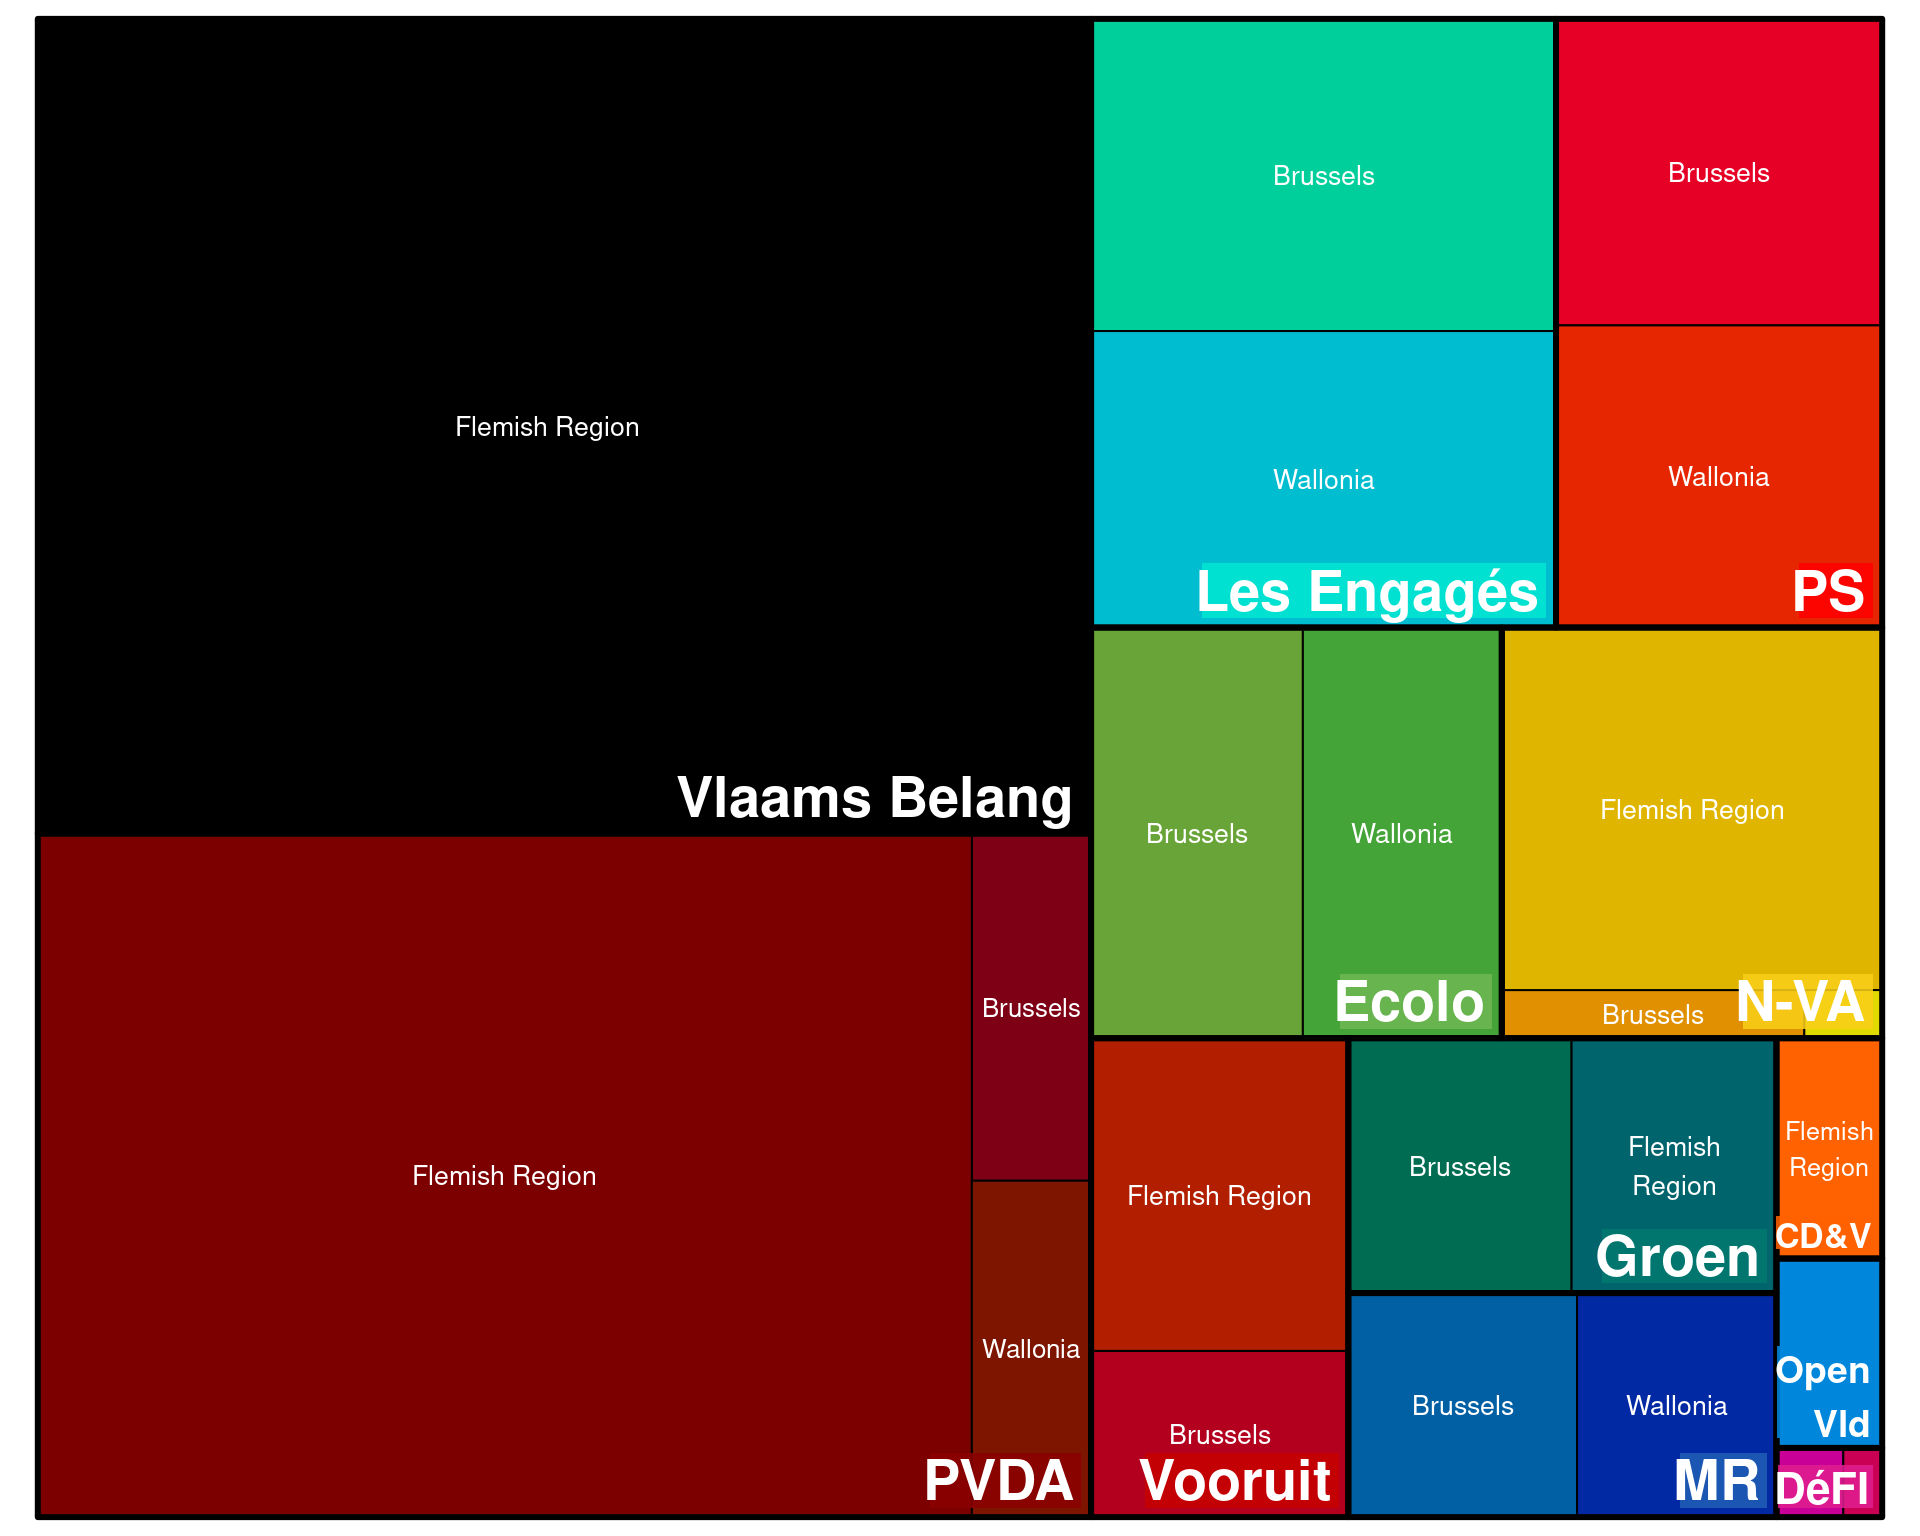 Flemish Region
Vlaams Belang
Flemish Region
Brussels
Wallonia
PVDA
Brussels
Wallonia
Les Engagés
Brussels
Wallonia
PS
Brussels
Wallonia
Ecolo
Flemish Region
Brussels
N-VA
Flemish Region
Brussels
Vooruit
Brussels
Flemish
Region
Groen
Brussels
Wallonia
MR
Flemish
Region
CD&V
Open
Vld
DéFI